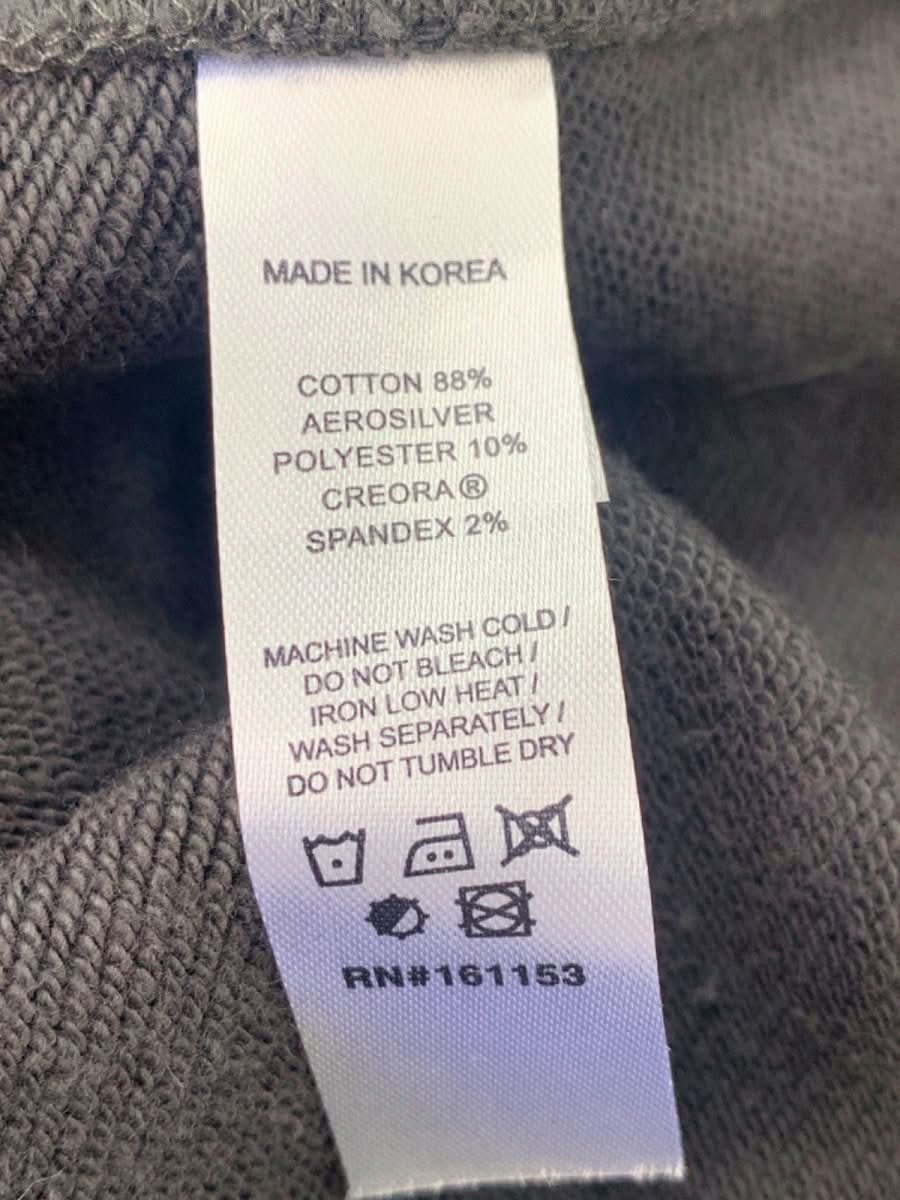 MADE IN KOREA
COTTON 88%
AEROSILVER
POLYESTER 10%
CREORA®
SPANDEX 2%
MACHINE WASH COLD /
DO NOT BLEACH /
IRON LOW HEAT /
WASH SEPARATELY /
DO NOT TUMBLE DRY
RN#161153